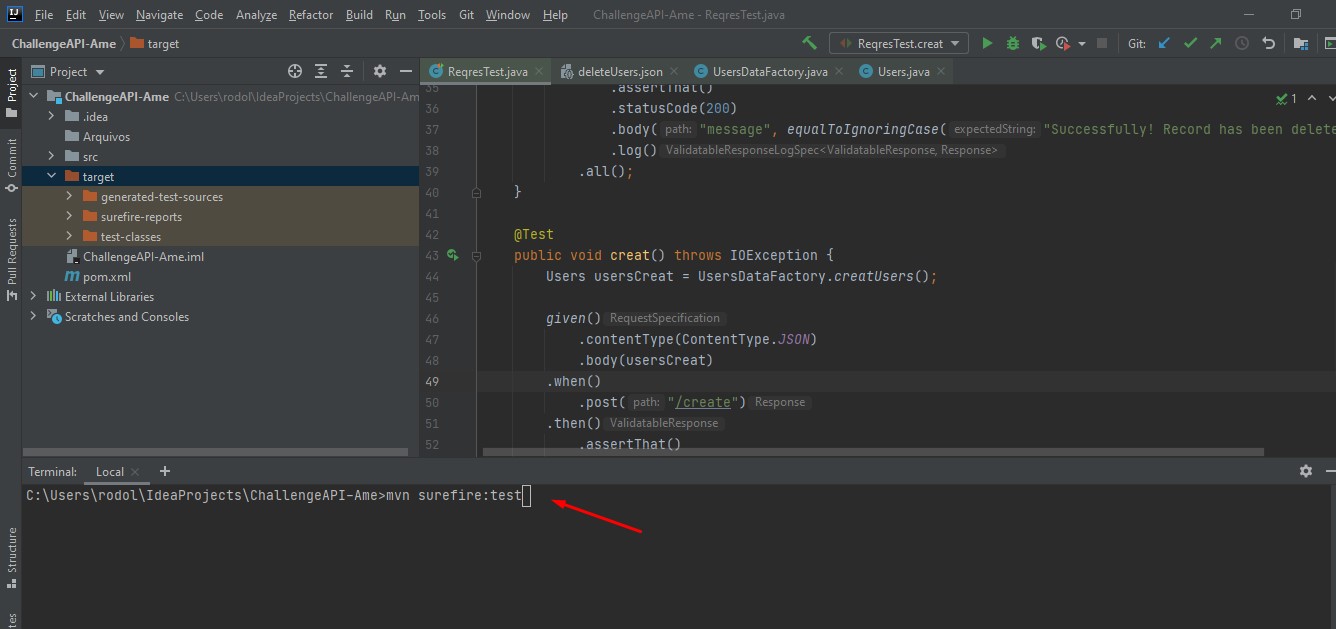 IJ File Edit View Navigate Code Analyze Refactor Build Run Tools Git Window Help ChallengeAPI-Ame - ReqresTest.java
ChallengeAPI-Ame target ReqresTest.creat Git:
Project
ReqresTest.java deleteUsers.json UsersDataFactory.java Users.java
Project
Commit
Pull Requests
Structure
ChallengeAPI-Ame C:\Users\rodol\IdeaProjects\ChallengeAPI-Am
.idea
Arquivos
src
target
generated-test-sources
surefire-reports
test-classes
ChallengeAPI-Ame.iml
m pom.xml
External Libraries
Scratches and Consoles
1
35 .assertThat()
36 .statusCode(200)
37 .body( path: "message", equalToIgnoringCase( expectedString: "Successfully! Record has been delete
38 .log() ValidatableResponseLogSpec<ValidatableResponse, Response>
39 .all();
40 }
41
42 @Test
43 public void creat() throws IOException {
44 Users usersCreat = UsersDataFactory.creatUsers();
45
46 given() RequestSpecification
47 .contentType(ContentType.JSON)
48 .body(usersCreat)
49 .when()
50 .post( path: "/create") Response
51 .then() ValidatableResponse
52 .assertThat()
Terminal: Local +
C:\Users\rodol\IdeaProjects\ChallengeAPI-Ame>mvn surefire:test